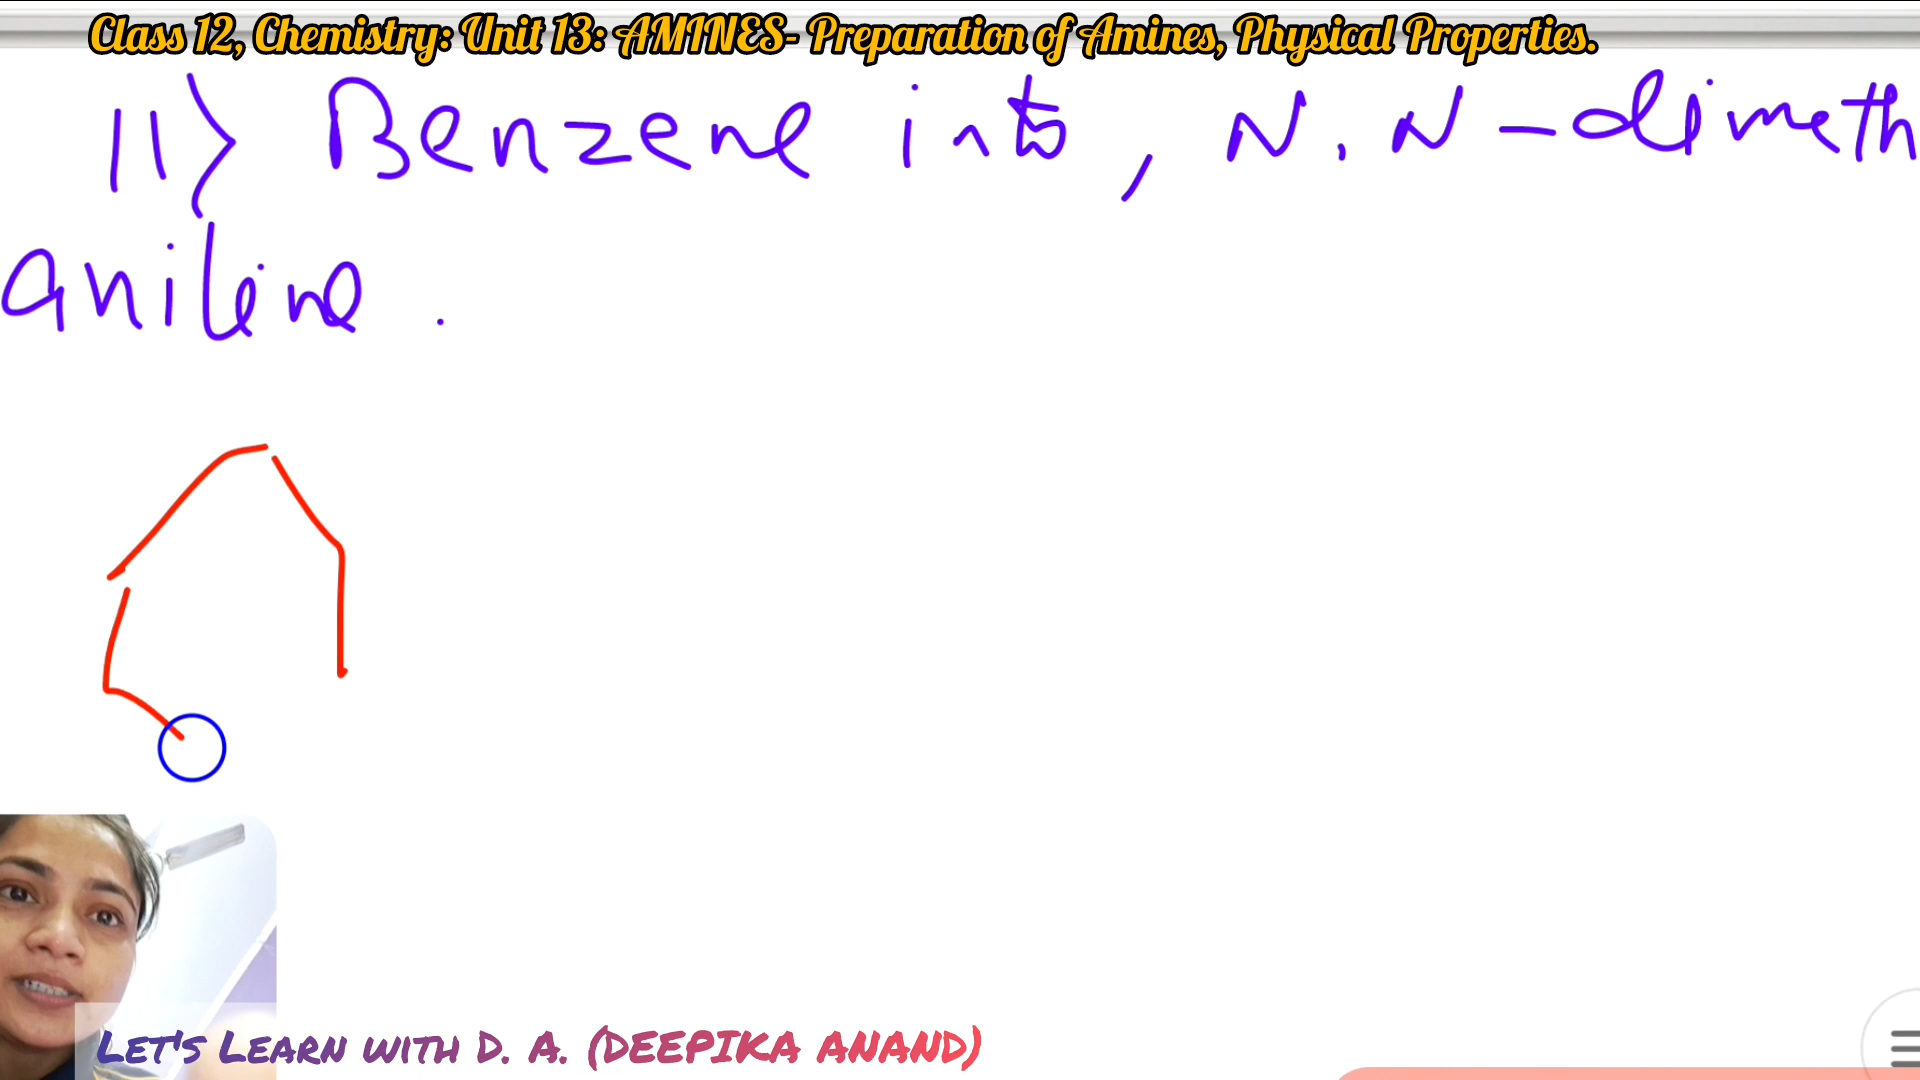 Class 12, Chemistry: Unit 13: AMINES- Preparation of Amines, Physical Properties.
11> Benzene into, N.N-dimeth
aniline.
LET'S LEARN WITH D. A. (DEEPIKA ANAND)